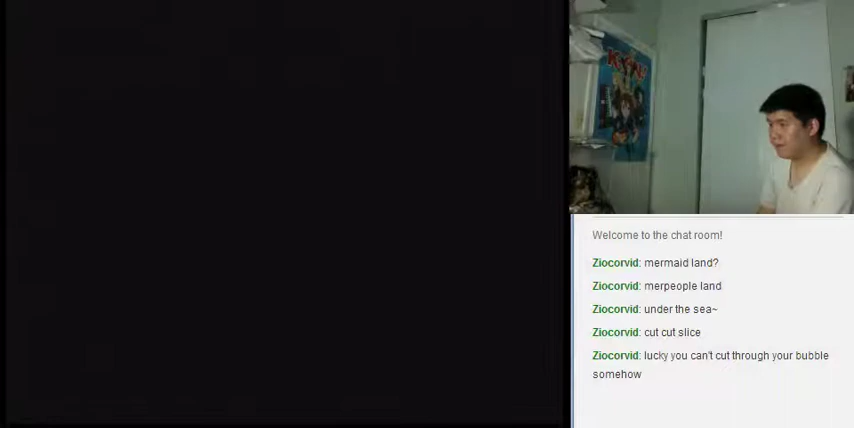 Welcome to the chat room!
Ziocorvid: mermaid land?
Ziocorvid: merpeople land
Ziocorvid: under the sea~
Ziocorvid: cut cut slice
Ziocorvid: lucky you can't cut through your bubble
somehow